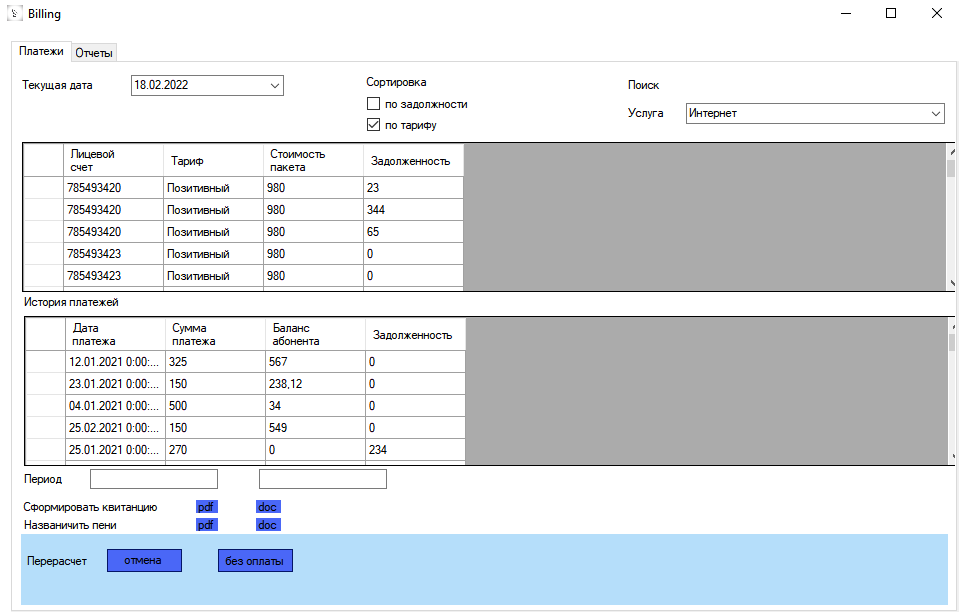 Billing
Платежи Отчеты
Текущая дата 18.02.2022
Сортировка
по задолжности
по тарифу
Поиск
Услуга Интернет
Лицевой счет Тариф Стоимость пакета Задолженность
785493420 Позитивный 980 23
785493420 Позитивный 980 344
785493420 Позитивный 980 65
785493423 Позитивный 980 0
785493423 Позитивный 980 0
История платежей
Дата платежа Сумма платежа Баланс абонента Задолженность
12.01.2021 0:00:... 325 567 0
23.01.2021 0:00:... 150 238,12 0
04.01.2021 0:00:... 500 34 0
25.02.2021 0:00:... 150 549 0
25.01.2021 0:00:... 270 0 234
Период
Сформировать квитанцию pdf doc
Названичить пени pdf doc
Перерасчет отмена без оплаты